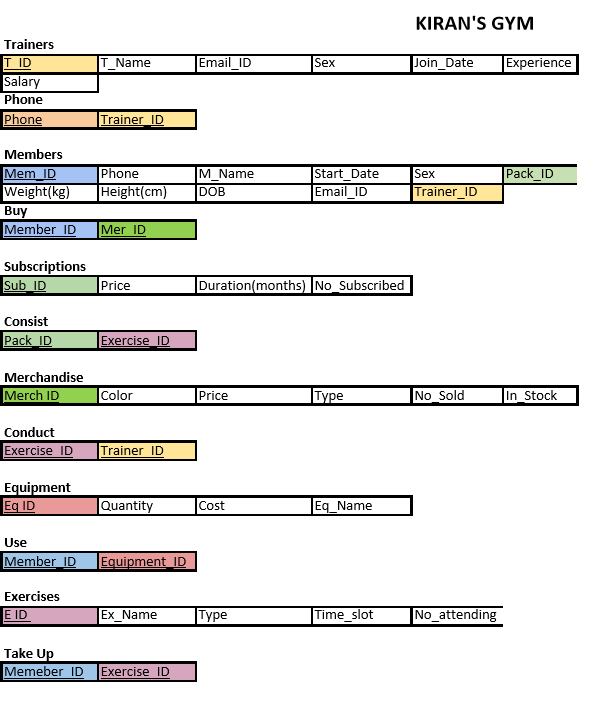 KIRAN'S GYM
Trainers
T_ID T_Name Email_ID Sex Join_Date Experience
Salary
Phone
Phone Trainer_ID
Members
Mem_ID Phone M_Name Start_Date Sex Pack_ID
Weight(kg) Height(cm) DOB Email_ID Trainer_ID
Buy
Member_ID Mer_ID
Subscriptions
Sub_ID Price Duration(months) No_Subscribed
Consist
Pack_ID Exercise_ID
Merchandise
Merch ID Color Price Type No_Sold In_Stock
Conduct
Exercise_ID Trainer_ID
Equipment
Eq ID Quantity Cost Eq_Name
Use
Member_ID Equipment_ID
Exercises
E ID Ex_Name Type Time_slot No_attending
Take Up
Memeber_ID Exercise_ID